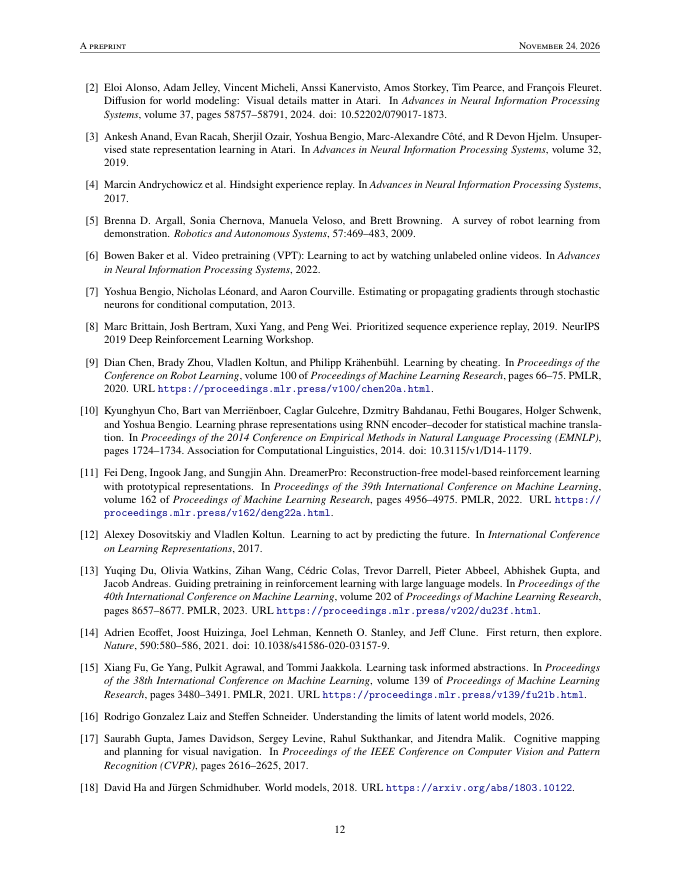 A PREPRINT
NOVEMBER 24, 2026
[2] Eloi Alonso, Adam Jelley, Vincent Micheli, Anssi Kanervisto, Amos Storkey, Tim Pearce, and François Fleuret.
Diffusion for world modeling: Visual details matter in Atari. In Advances in Neural Information Processing
Systems, volume 37, pages 58757–58791, 2024. doi: 10.52202/079017-1873.
[3] Ankesh Anand, Evan Racah, Sherjil Ozair, Yoshua Bengio, Marc-Alexandre Côté, and R Devon Hjelm. Unsuper-
vised state representation learning in Atari. In Advances in Neural Information Processing Systems, volume 32,
2019.
[4] Marcin Andrychowicz et al. Hindsight experience replay. In Advances in Neural Information Processing Systems,
2017.
[5] Brenna D. Argall, Sonia Chernova, Manuela Veloso, and Brett Browning. A survey of robot learning from
demonstration. Robotics and Autonomous Systems, 57:469–483, 2009.
[6] Bowen Baker et al. Video pretraining (VPT): Learning to act by watching unlabeled online videos. In Advances
in Neural Information Processing Systems, 2022.
[7] Yoshua Bengio, Nicholas Léonard, and Aaron Courville. Estimating or propagating gradients through stochastic
neurons for conditional computation, 2013.
[8] Marc Brittain, Josh Bertram, Xuxi Yang, and Peng Wei. Prioritized sequence experience replay, 2019. NeurIPS
2019 Deep Reinforcement Learning Workshop.
[9] Dian Chen, Brady Zhou, Vladlen Koltun, and Philipp Krähenbühl. Learning by cheating. In Proceedings of the
Conference on Robot Learning, volume 100 of Proceedings of Machine Learning Research, pages 66–75. PMLR,
2020. URL https://proceedings.mlr.press/v100/chen20a.html.
[10] Kyunghyun Cho, Bart van Merriënboer, Caglar Gulcehre, Dzmitry Bahdanau, Fethi Bougares, Holger Schwenk,
and Yoshua Bengio. Learning phrase representations using RNN encoder–decoder for statistical machine transla-
tion. In Proceedings of the 2014 Conference on Empirical Methods in Natural Language Processing (EMNLP),
pages 1724–1734. Association for Computational Linguistics, 2014. doi: 10.3115/v1/D14-1179.
[11] Fei Deng, Ingook Jang, and Sungjin Ahn. DreamerPro: Reconstruction-free model-based reinforcement learning
with prototypical representations. In Proceedings of the 39th International Conference on Machine Learning,
volume 162 of Proceedings of Machine Learning Research, pages 4956–4975. PMLR, 2022. URL https://
proceedings.mlr.press/v162/deng22a.html.
[12] Alexey Dosovitskiy and Vladlen Koltun. Learning to act by predicting the future. In International Conference
on Learning Representations, 2017.
[13] Yuqing Du, Olivia Watkins, Zihan Wang, Cédric Colas, Trevor Darrell, Pieter Abbeel, Abhishek Gupta, and
Jacob Andreas. Guiding pretraining in reinforcement learning with large language models. In Proceedings of the
40th International Conference on Machine Learning, volume 202 of Proceedings of Machine Learning Research,
pages 8657–8677. PMLR, 2023. URL https://proceedings.mlr.press/v202/du23f.html.
[14] Adrien Ecoffet, Joost Huizinga, Joel Lehman, Kenneth O. Stanley, and Jeff Clune. First return, then explore.
Nature, 590:580–586, 2021. doi: 10.1038/s41586-020-03157-9.
[15] Xiang Fu, Ge Yang, Pulkit Agrawal, and Tommi Jaakkola. Learning task informed abstractions. In Proceedings
of the 38th International Conference on Machine Learning, volume 139 of Proceedings of Machine Learning
Research, pages 3480–3491. PMLR, 2021. URL https://proceedings.mlr.press/v139/fu21b.html.
[16] Rodrigo Gonzalez Laiz and Steffen Schneider. Understanding the limits of latent world models, 2026.
[17] Saurabh Gupta, James Davidson, Sergey Levine, Rahul Sukthankar, and Jitendra Malik. Cognitive mapping
and planning for visual navigation. In Proceedings of the IEEE Conference on Computer Vision and Pattern
Recognition (CVPR), pages 2616–2625, 2017.
[18] David Ha and Jürgen Schmidhuber. World models, 2018. URL https://arxiv.org/abs/1803.10122.
12